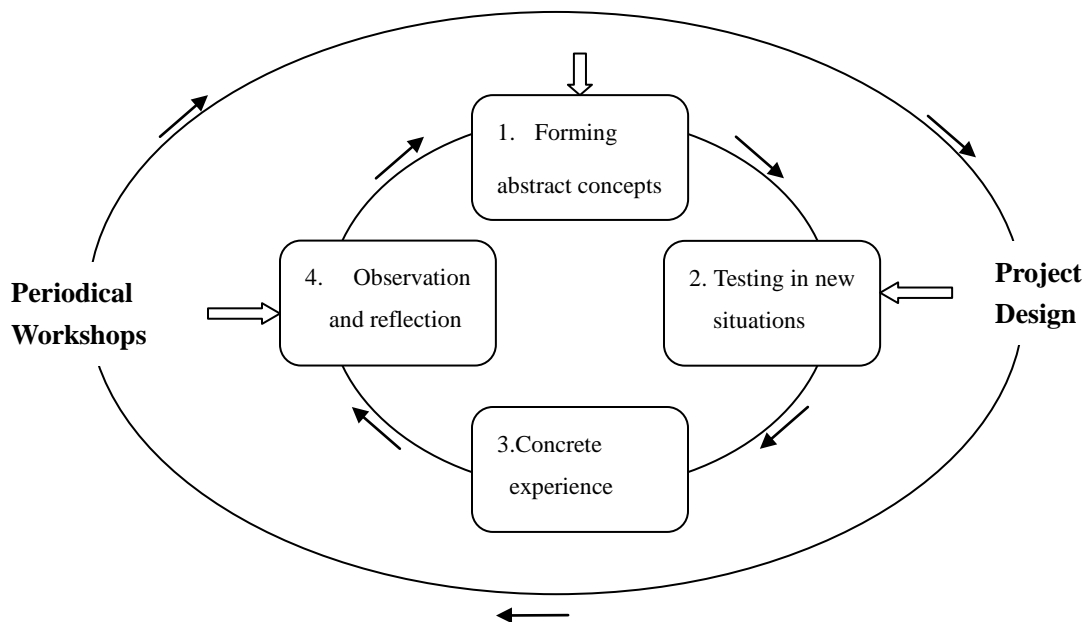 1. Forming
abstract concepts
Periodical
Workshops
4. Observation
and reflection
2. Testing in new
situations
Project
Design
3.Concrete
experience